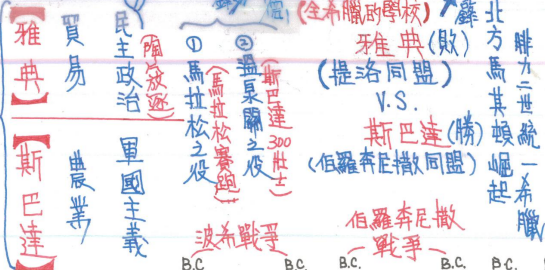 【雅典】
【斯巴達】
貿易
農業
民主政治
(陶片放逐)
軍國主義
①馬拉松之役
(馬拉松賽跑)
②溫泉關之役
(斯巴達300壯士)
波希戰爭
(全希臘的學校)
雅典(敗)
(提洛同盟)
V.S.
斯巴達(勝)
(伯羅奔尼撒同盟)
伯羅奔尼撒
戰爭
北方馬其頓崛起
腓力二世統一希臘
B.C
B.C.
B.C.
B.C.
B.C.